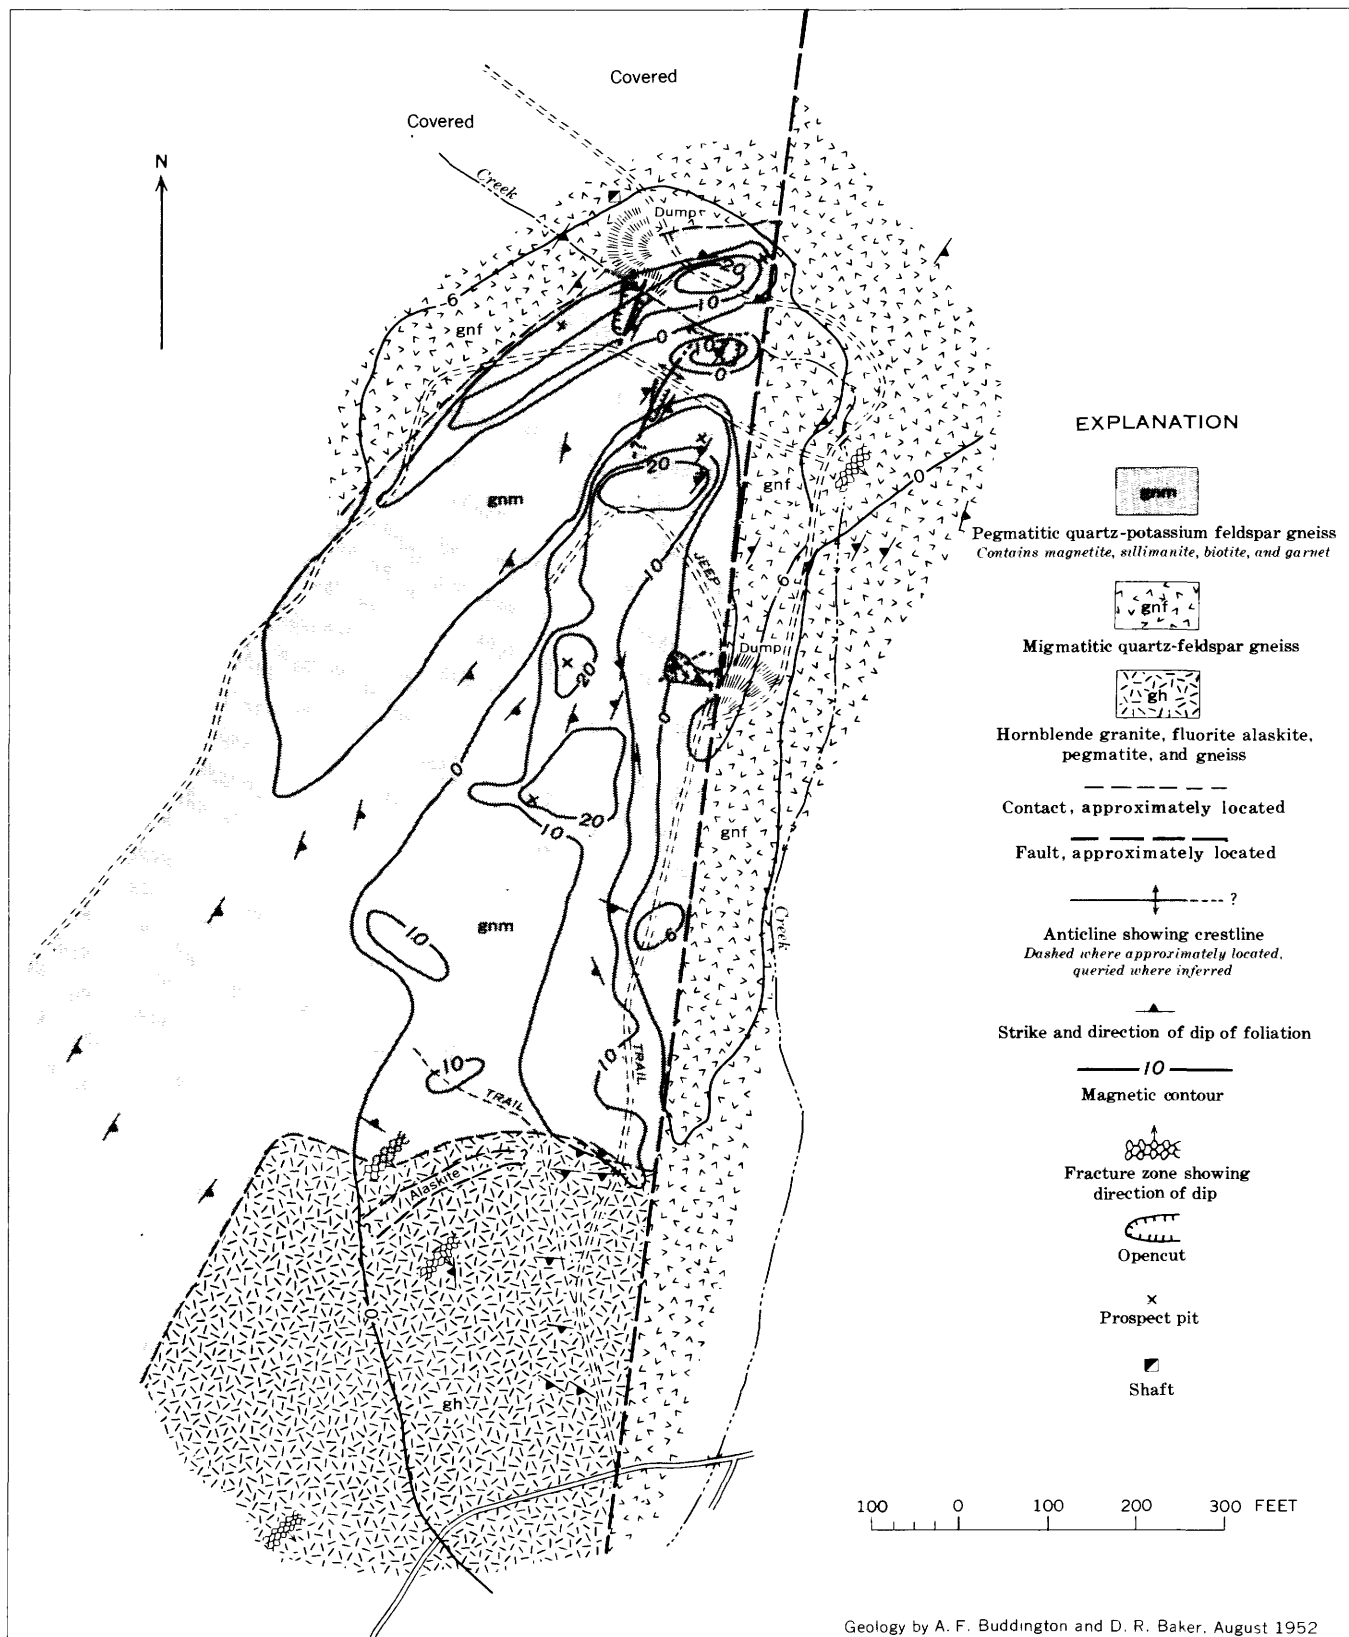 Covered
Covered
N
Creek
Dump
20
6
10
gnf
0
10
0
?
20
gnf
0
gnm
JEEP
10
6
Dump
20
0
0
20
10
gnf
10
gnm
6
Creek
10
10
TRAIL
TRAIL
Alaskite
0
gh
EXPLANATION
gnm
Pegmatitic quartz-potassium feldspar gneiss
Contains magnetite, sillimanite, biotite, and garnet
gnf
Migmatitic quartz-feldspar gneiss
gh
Hornblende granite, fluorite alaskite,
pegmatite, and gneiss
Contact, approximately located
Fault, approximately located
?
Anticline showing crestline
Dashed where approximately located,
queried where inferred
Strike and direction of dip of foliation
10
Magnetic contour
Fracture zone showing
direction of dip
Opencut
Prospect pit
Shaft
100 0 100 200 300 FEET
Geology by A. F. Buddington and D. R. Baker, August 1952